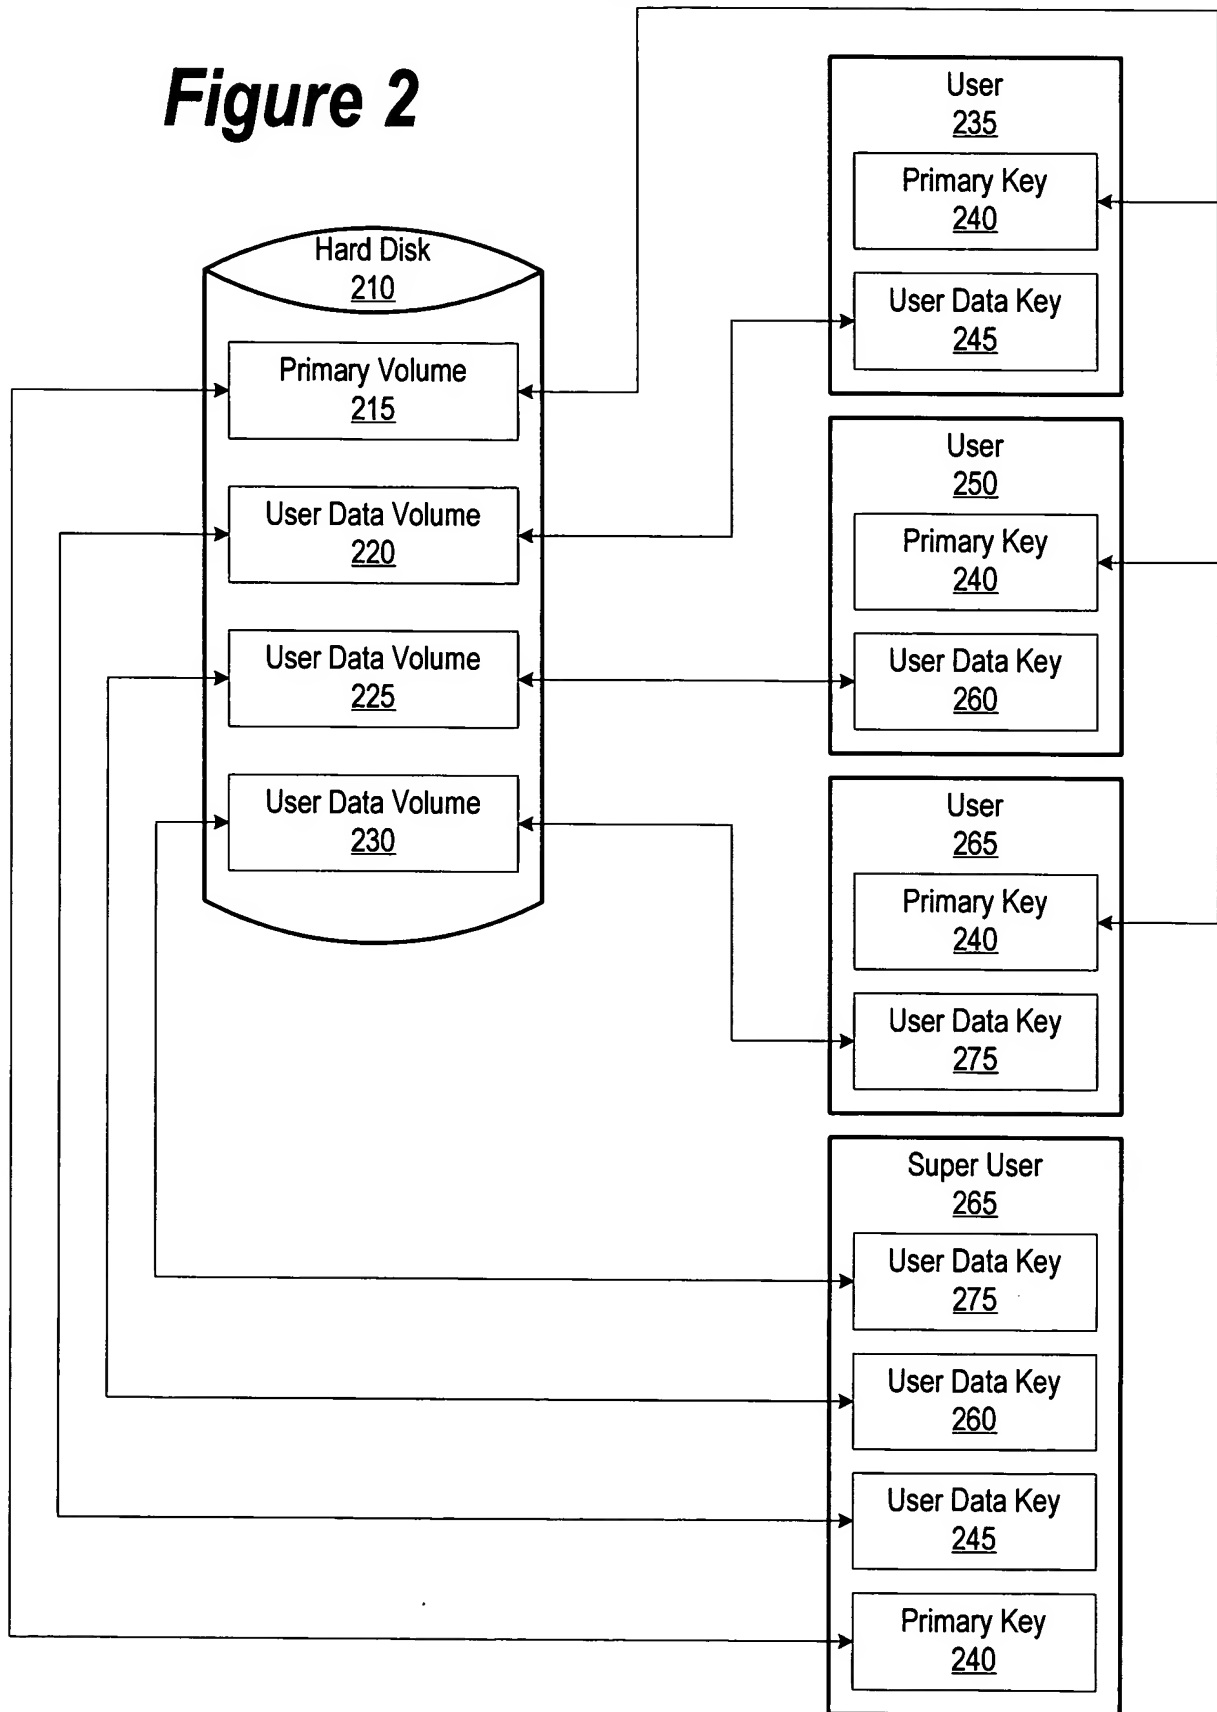 Figure 2
Hard Disk
210
Primary Volume
215
User Data Volume
220
User Data Volume
225
User Data Volume
230
User
235
Primary Key
240
User Data Key
245
User
250
Primary Key
240
User Data Key
260
User
265
Primary Key
240
User Data Key
275
Super User
265
User Data Key
275
User Data Key
260
User Data Key
245
Primary Key
240